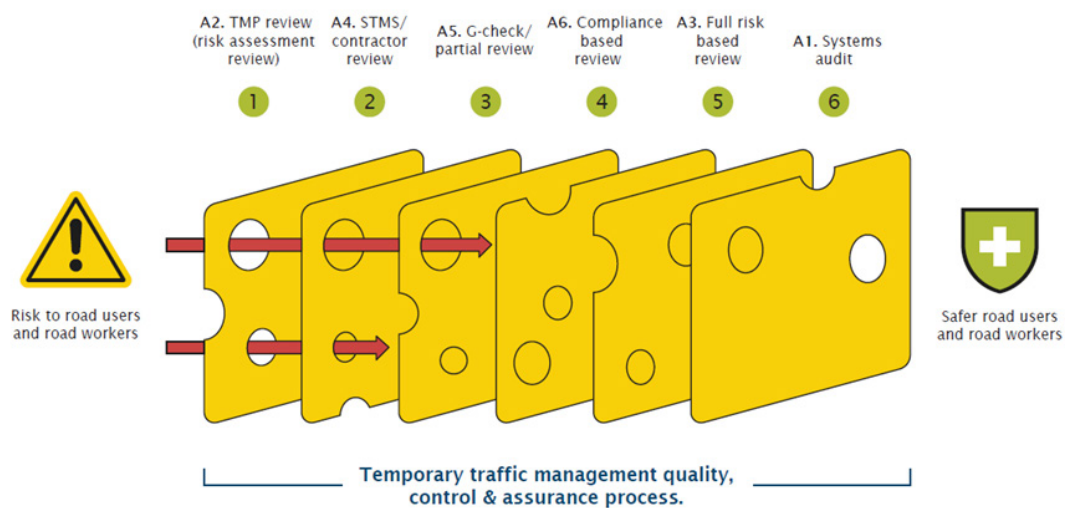 A2. TMP review
(risk assessment
review)
A4. STMS/
contractor
review
A5. G-check/
partial review
A6. Compliance
based
review
A3. Full risk
based
review
A1. Systems
audit
1
2
3
4
5
6
Risk to road users
and road workers
Safer road users
and road workers
Temporary traffic management quality,
control & assurance process.